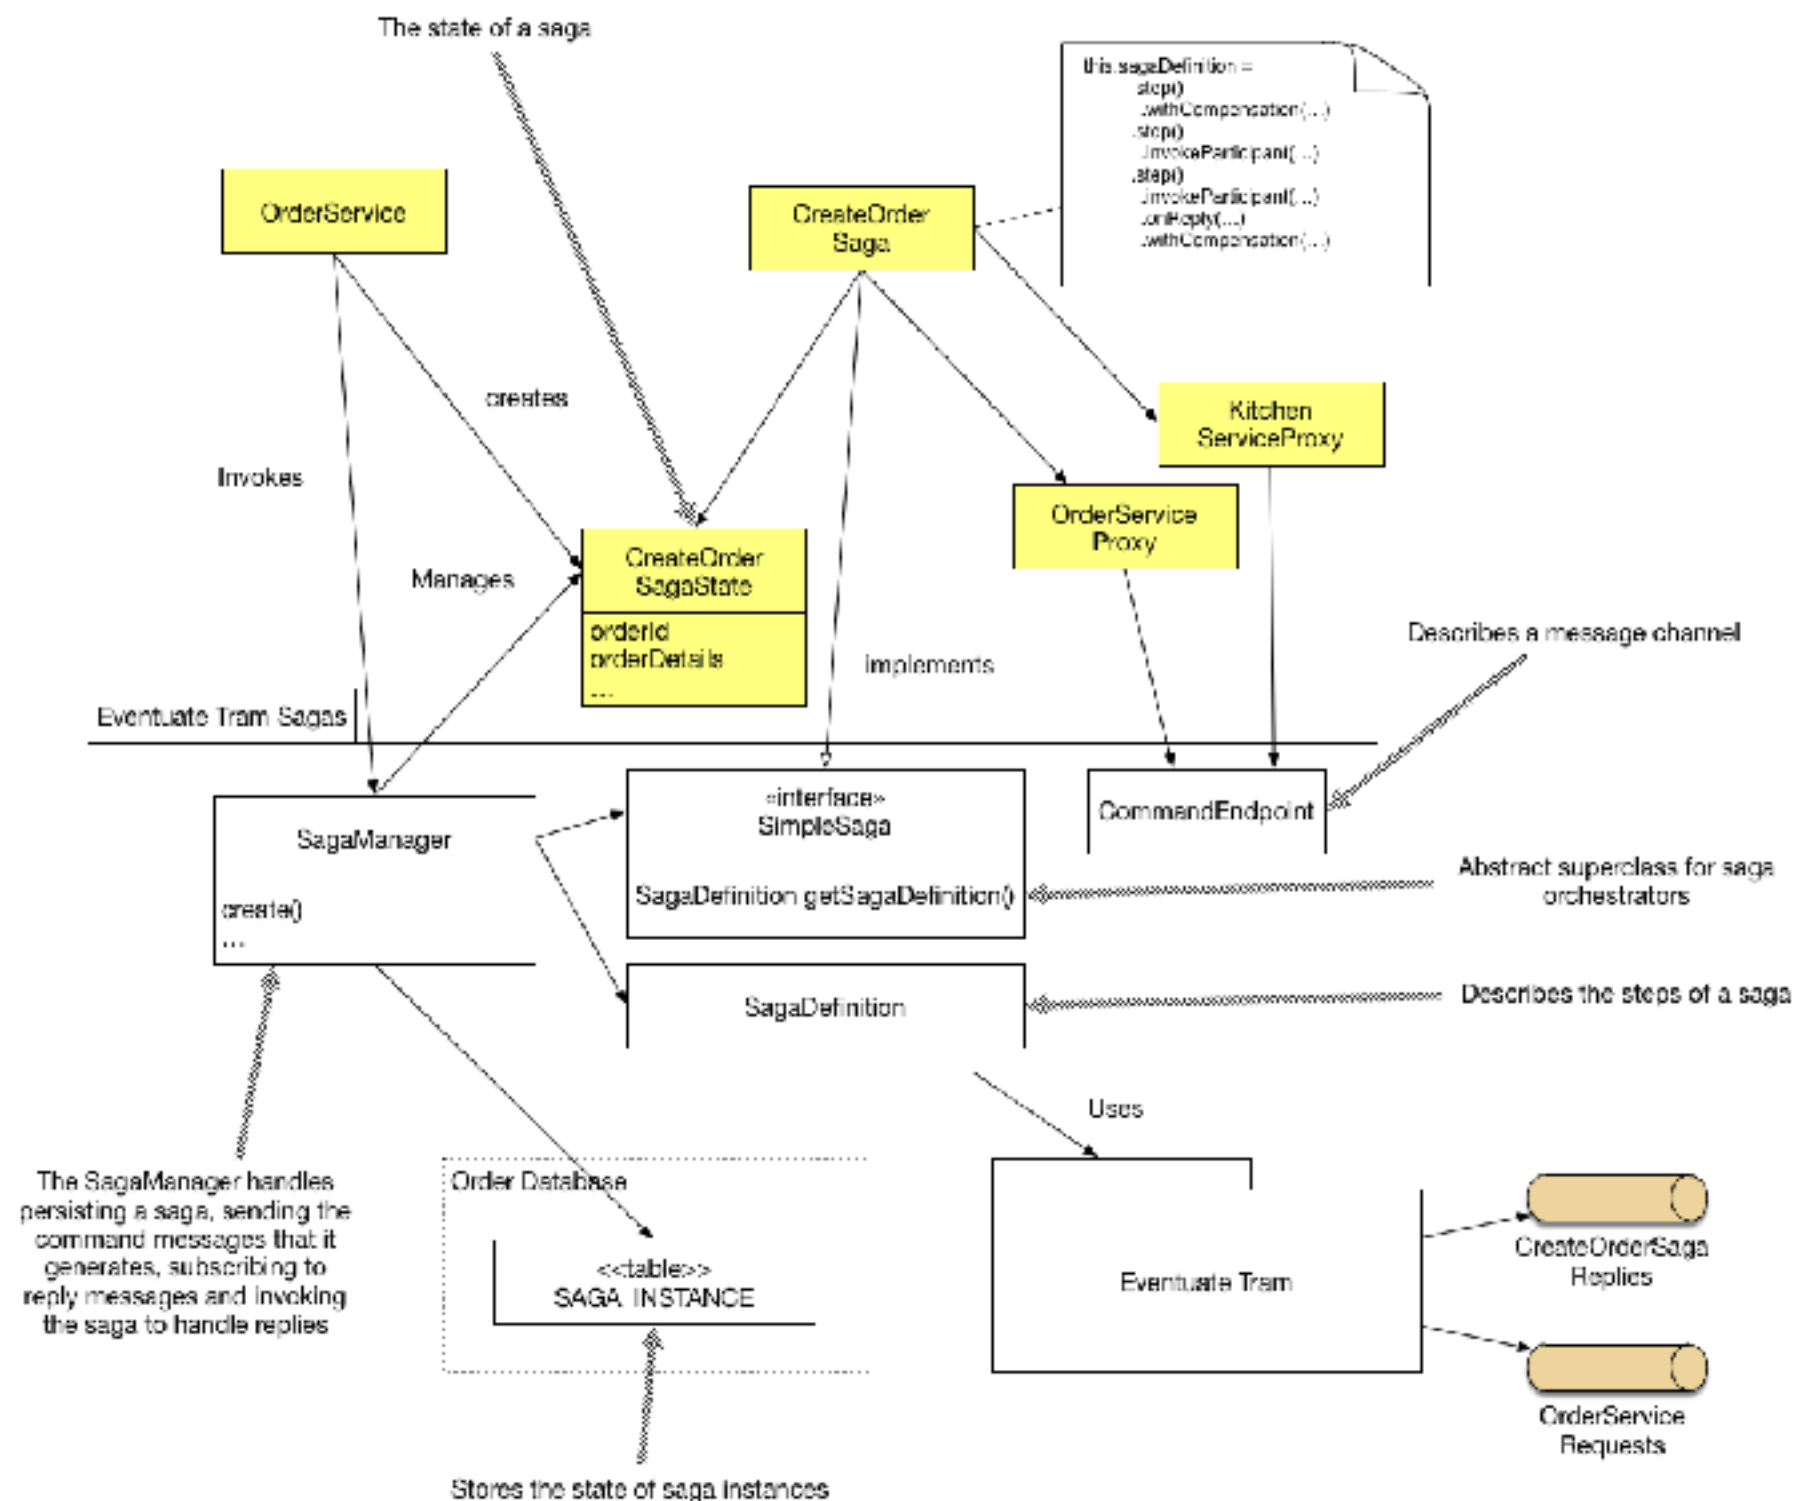 The state of a saga
this.sagaDefinition =
step()
.withCompensation(...)
.step()
.invokeParticipant(...)
.step()
.invokeParticipant(...)
.onReply(...)
.withCompensation(...)
OrderService
CreateOrder
Saga
creates
Kitchen
ServiceProxy
Invokes
OrderService
Proxy
CreateOrder
SagaState
Manages
orderId
orderDetails
...
implements
Describes a message channel
Eventuate Tram Sagas
SagaManager
create()
...
«interface»
SimpleSaga
SagaDefinition getSagaDefinition()
CommandEndpoint
Abstract superclass for saga
orchestrators
SagaDefinition
Describes the steps of a saga
Uses
The SagaManager handles
persisting a saga, sending the
command messages that it
generates, subscribing to
reply messages and invoking
the saga to handle replies
Order Database
<<table>>
SAGA_INSTANCE
Eventuate Tram
CreateOrderSaga
Replies
OrderService
Requests
Stores the state of saga instances